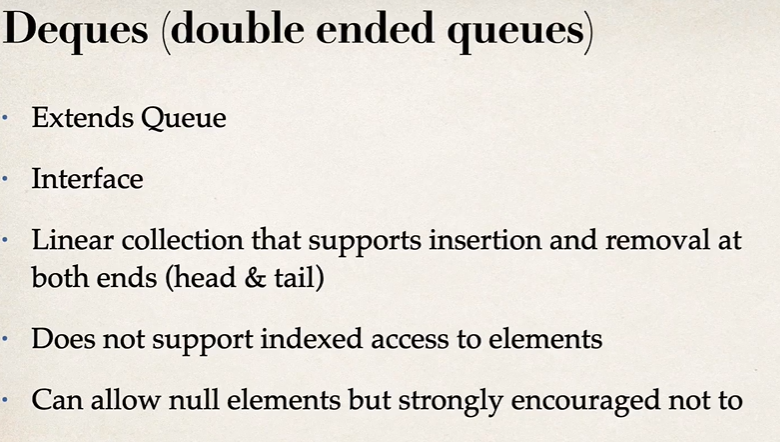 Deques (double ended queues)
· Extends Queue
· Interface
· Linear collection that supports insertion and removal at
both ends (head & tail)
· Does not support indexed access to elements
· Can allow null elements but strongly encouraged not to